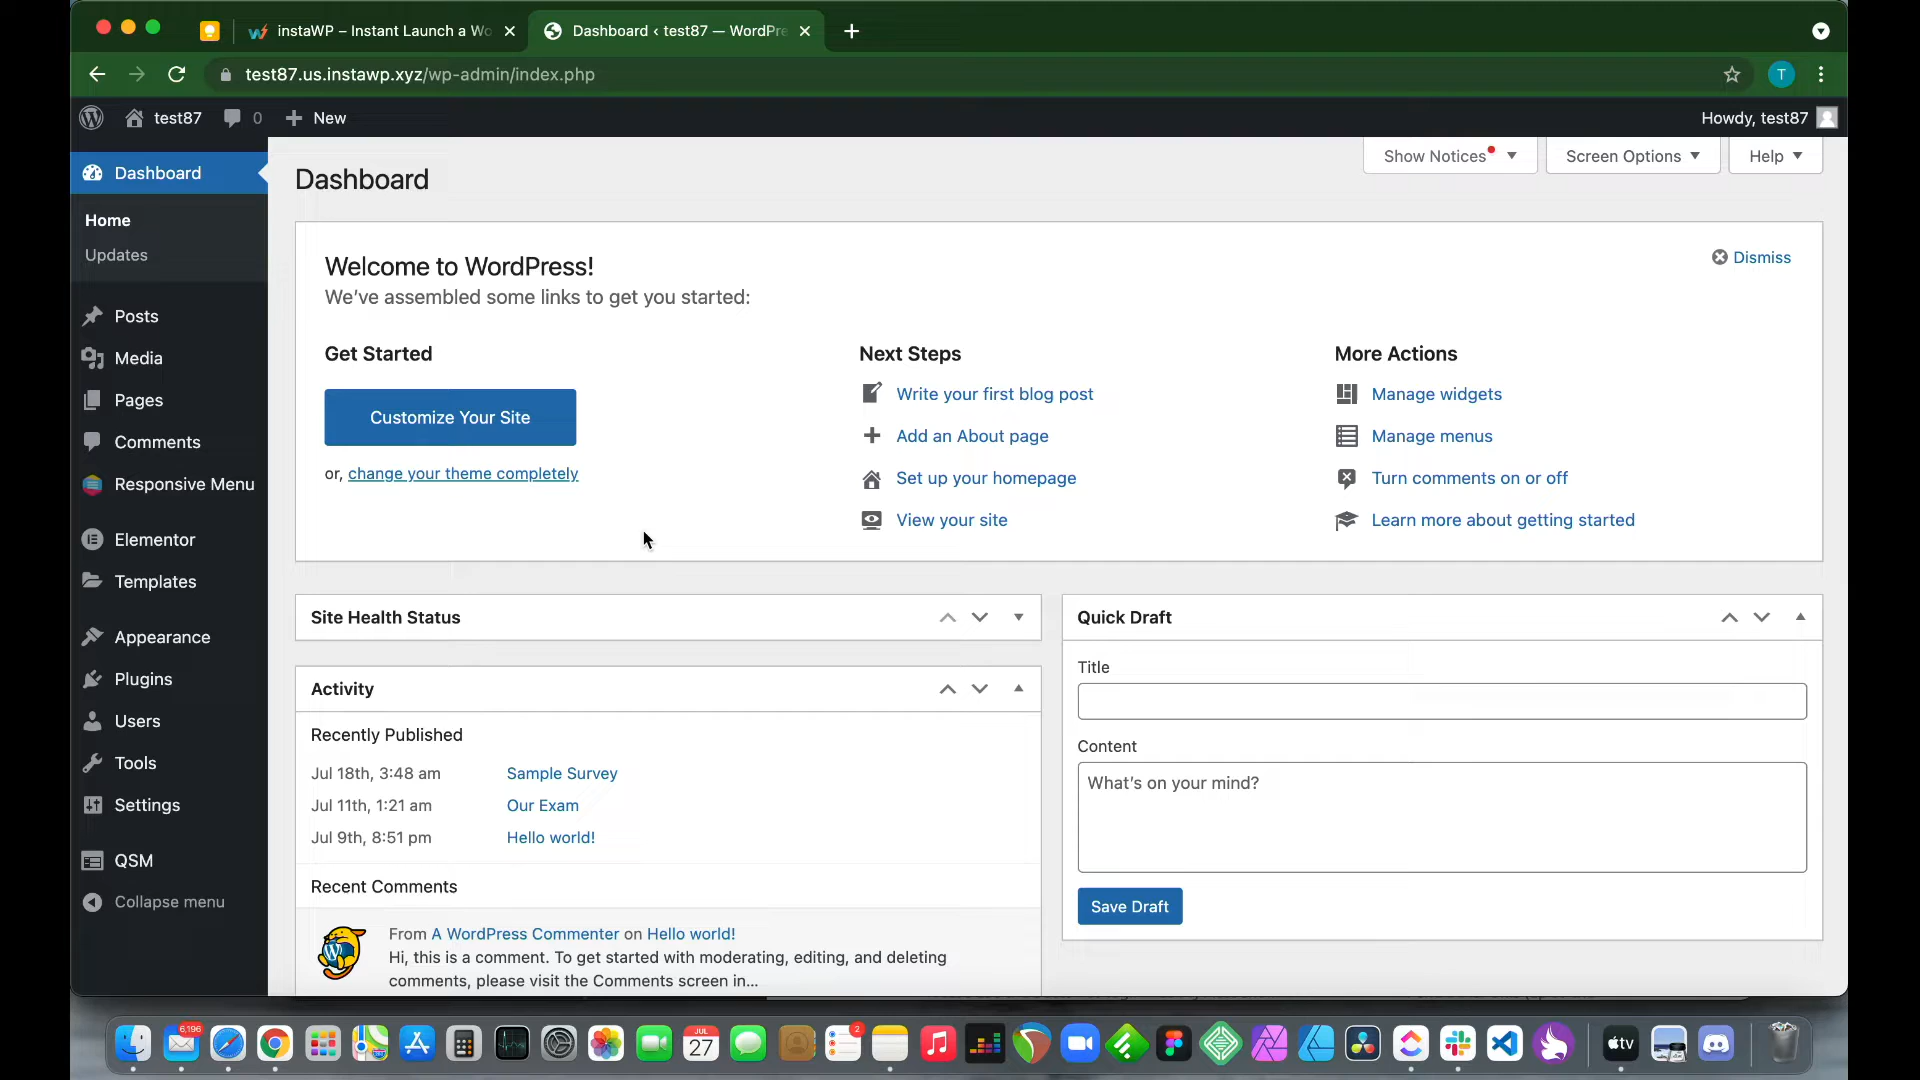 instaWP – Instant Launch a Wo
Dashboard ‹ test87 — WordPre
test87.us.instawp.xyz/wp-admin/index.php
T
test87
0
New
Howdy, test87
Dashboard
Home
Updates
Posts
Media
Pages
Comments
Responsive Menu
Elementor
Templates
Appearance
Plugins
Users
Tools
Settings
QSM
Collapse menu
Show Notices
Screen Options
Help
Dashboard
Welcome to WordPress!
Dismiss
We've assembled some links to get you started:
Get Started
Customize Your Site
or, change your theme completely
Next Steps
Write your first blog post
Add an About page
Set up your homepage
View your site
More Actions
Manage widgets
Manage menus
Turn comments on or off
Learn more about getting started
Site Health Status
Activity
Recently Published
Jul 18th, 3:48 am Sample Survey
Jul 11th, 1:21 am Our Exam
Jul 9th, 8:51 pm Hello world!
Recent Comments
From A WordPress Commenter on Hello world!
Hi, this is a comment. To get started with moderating, editing, and deleting
comments, please visit the Comments screen in...
Quick Draft
Title
Content
What's on your mind?
Save Draft
6,196
JUL
27
2
tv